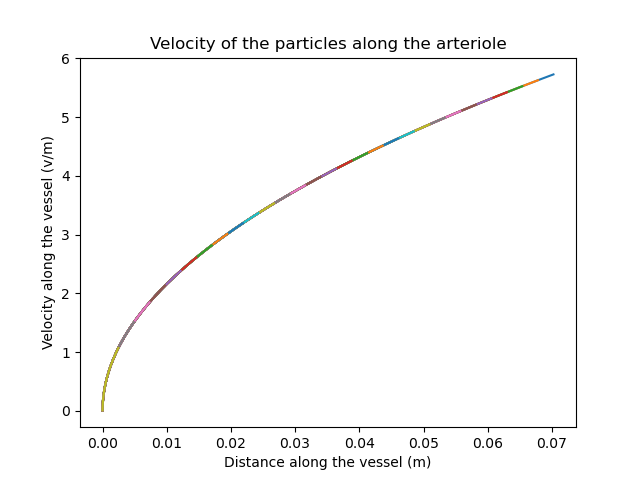 Velocity of the particles along the arteriole
6
5
4
3
2
1
0
Velocity along the vessel (v/m)
0.00 0.01 0.02 0.03 0.04 0.05 0.06 0.07
Distance along the vessel (m)